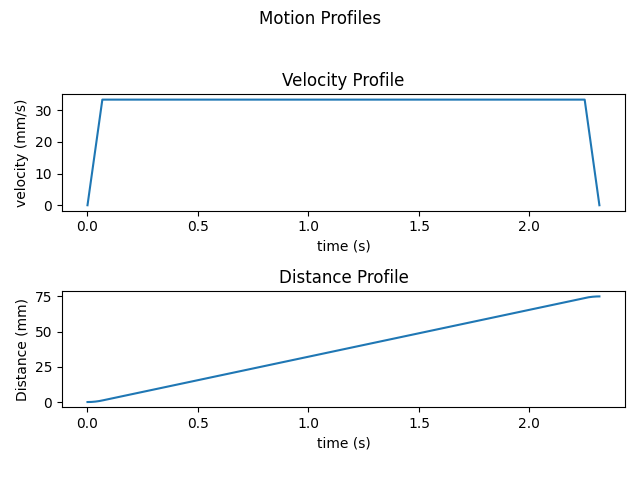 Motion Profiles
Velocity Profile
velocity (mm/s)
30
20
10
0
0.0 0.5 1.0 1.5 2.0
time (s)
Distance Profile
Distance (mm)
75
50
25
0
0.0 0.5 1.0 1.5 2.0
time (s)